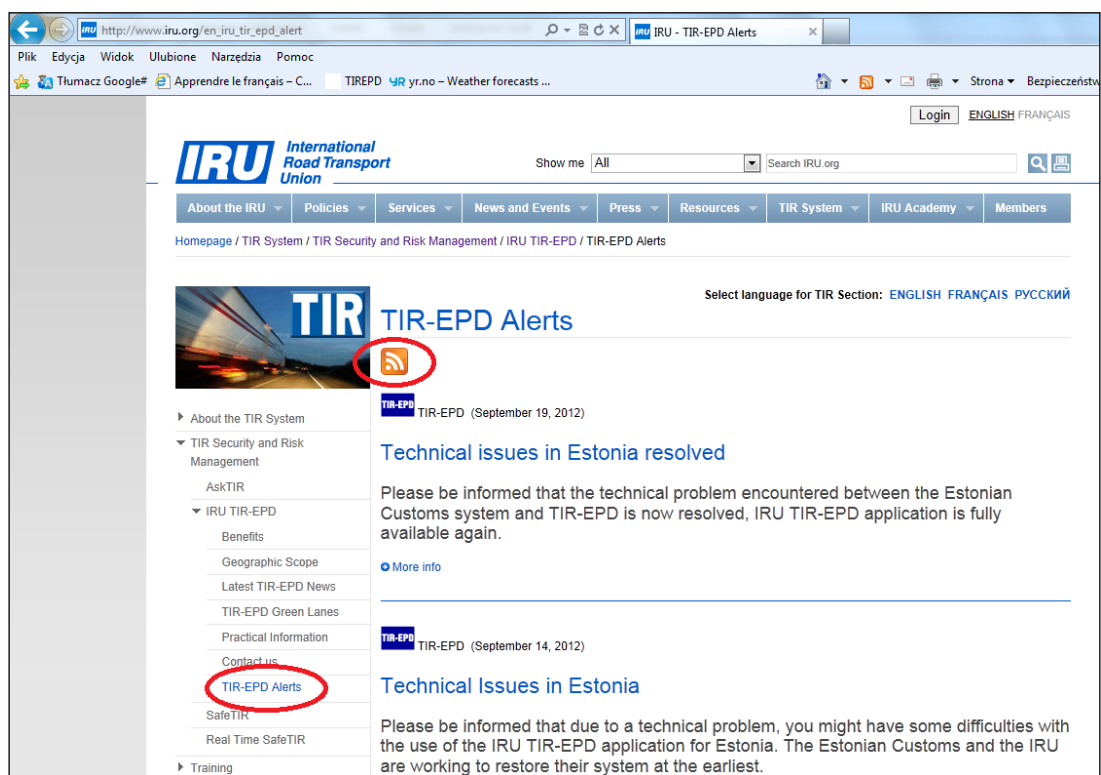 http://www.iru.org/en_iru_tir_epd_alert
IRU IRU - TIR-EPD Alerts
Plik Edycja Widok Ulubione Narzędzia Pomoc
Tłumacz Google# Apprendre le français – C... TIREPD yr.no – Weather forecasts ... Strona Bezpieczeństw
Login ENGLISH FRANÇAIS
IRU International
Road Transport
Union
Show me All Search IRU.org
About the IRU Policies Services News and Events Press Resources TIR System IRU Academy Members
Homepage / TIR System / TIR Security and Risk Management / IRU TIR-EPD / TIR-EPD Alerts
Select language for TIR Section: ENGLISH FRANÇAIS РУССКИЙ
TIR
TIR-EPD Alerts
About the TIR System
TIR Security and Risk
Management
AskTIR
IRU TIR-EPD
Benefits
Geographic Scope
Latest TIR-EPD News
TIR-EPD Green Lanes
Practical Information
Contact us
TIR-EPD Alerts
SafeTIR
Real Time SafeTIR
Training
TIR-EPD TIR-EPD (September 19, 2012)
Technical issues in Estonia resolved
Please be informed that the technical problem encountered between the Estonian
Customs system and TIR-EPD is now resolved, IRU TIR-EPD application is fully
available again.
More info
TIR-EPD TIR-EPD (September 14, 2012)
Technical Issues in Estonia
Please be informed that due to a technical problem, you might have some difficulties with
the use of the IRU TIR-EPD application for Estonia. The Estonian Customs and the IRU
are working to restore their system at the earliest.